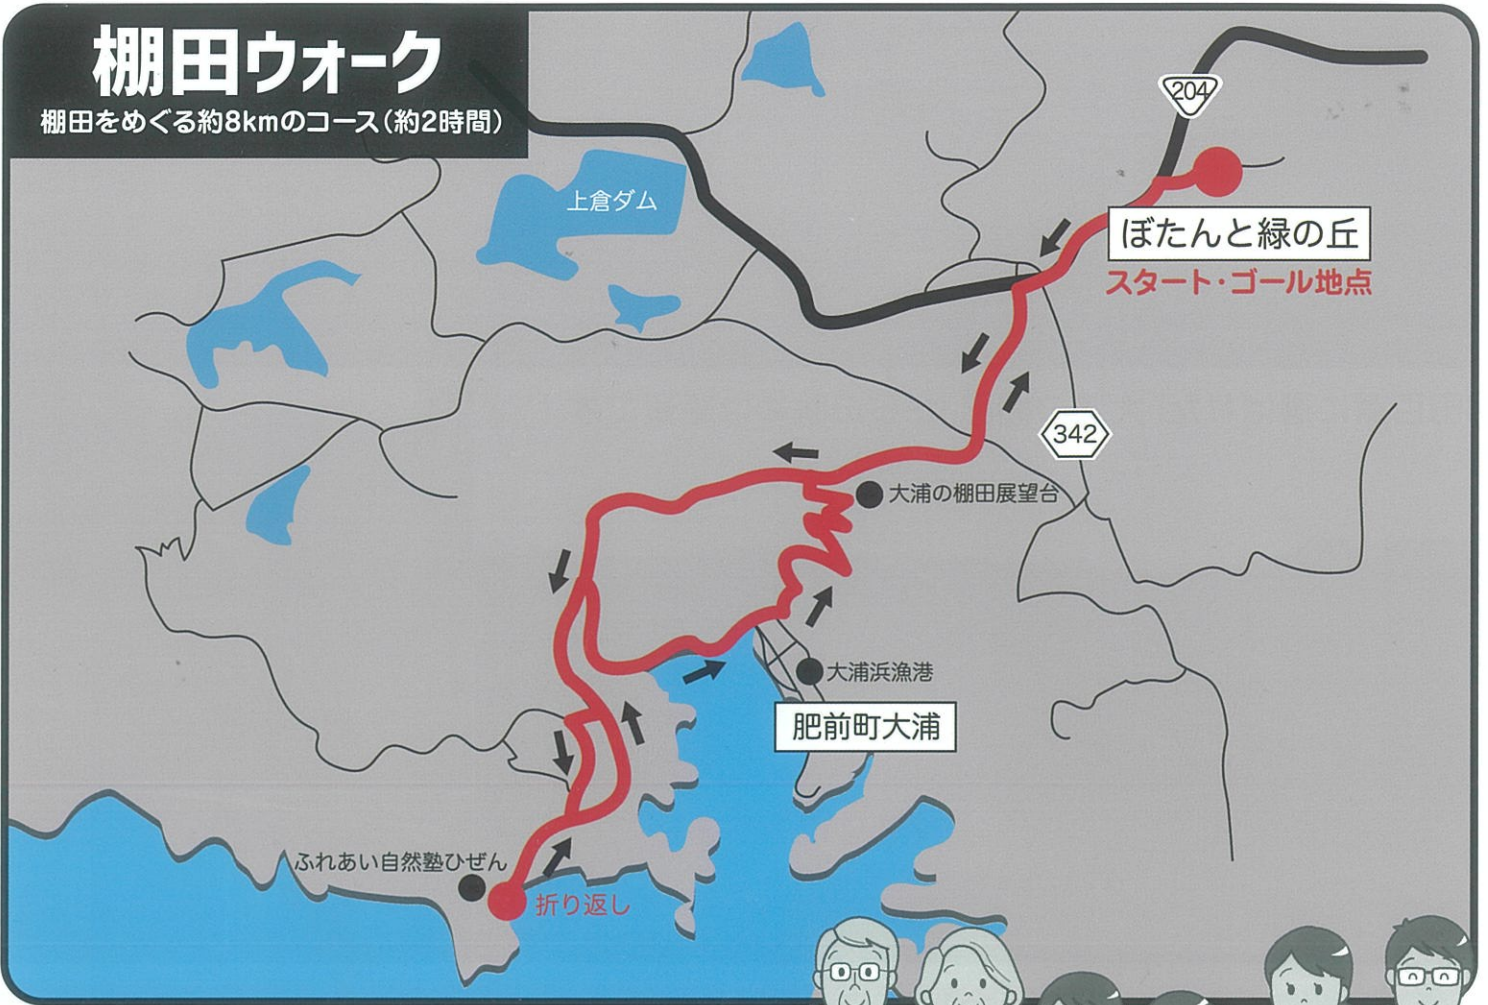 棚田ウォーク
棚田をめぐる約8kmのコース(約2時間)
204
上倉ダム
ぼたんと緑の丘
スタート・ゴール地点
342
大浦の棚田展望台
大浦浜漁港
肥前町大浦
ふれあい自然塾ひぜん
折り返し